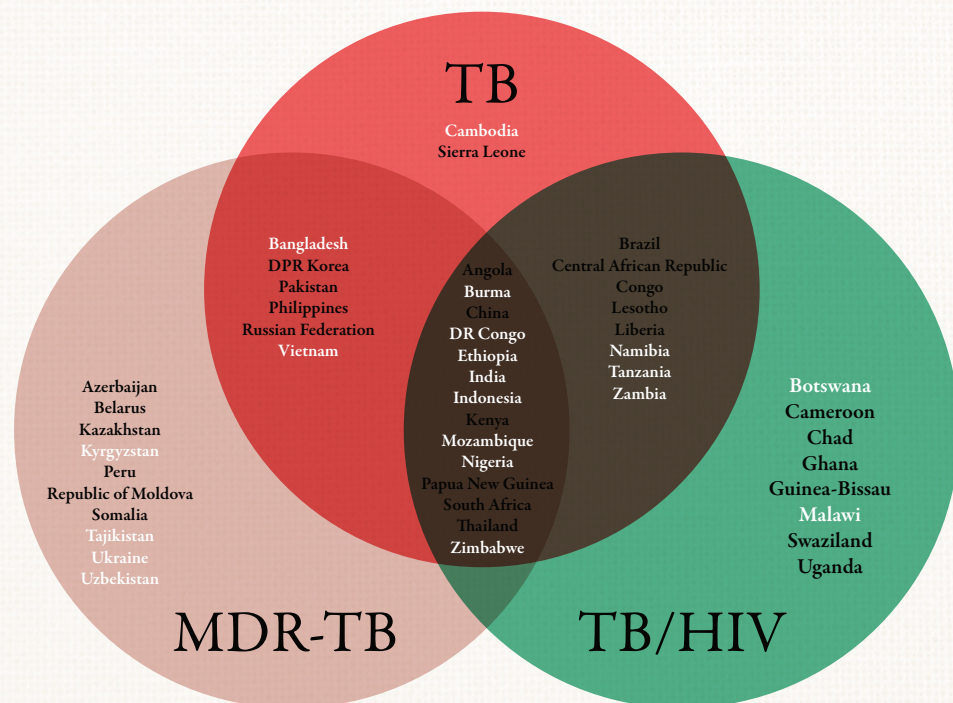 TB
Cambodia
Sierra Leone
Bangladesh
DPR Korea
Pakistan
Philippines
Russian Federation
Vietnam
Angola
Burma
China
DR Congo
Ethiopia
India
Indonesia
Kenya
Mozambique
Nigeria
Papua New Guinea
South Africa
Thailand
Zimbabwe
Brazil
Central African Republic
Congo
Lesotho
Liberia
Namibia
Tanzania
Zambia
Azerbaijan
Belarus
Kazakhstan
Kyrgyzstan
Peru
Republic of Moldova
Somalia
Tajikistan
Ukraine
Uzbekistan
Botswana
Cameroon
Chad
Ghana
Guinea-Bissau
Malawi
Swaziland
Uganda
MDR-TB
TB/HIV